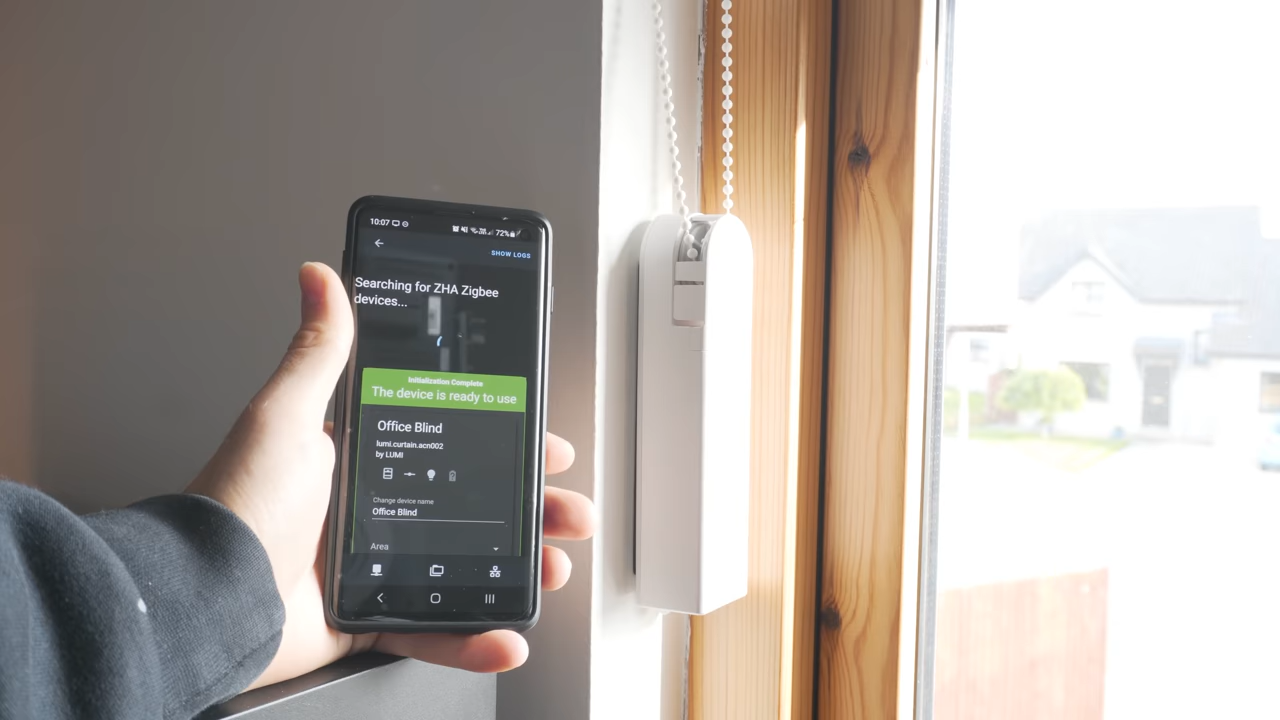 10:07
72%
SHOW LOGS
Searching for ZHA Zigbee
devices...
Initialization Complete
The device is ready to use
Office Blind
lumi.curtain.acn002
by LUMI
Change device name
Office Blind
Area